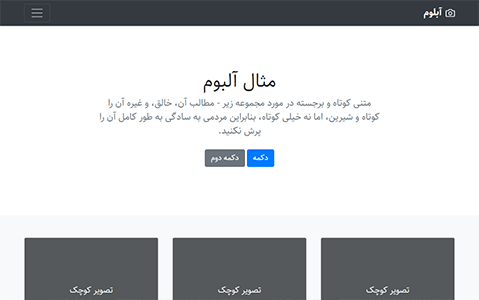 آبلوم
مثال آلبوم
متنی کوتاه و برجسته در مورد مجموعه زیر - مطالب آن، خالق، و غیره آن را
کوتاه و شیرین، اما نه خیلی کوتاه، بنابراین مردمی به سادگی به طور کامل آن را
پرش نکنید.
دکمه دکمه دوم
تصویر کوچک تصویر کوچک تصویر کوچک